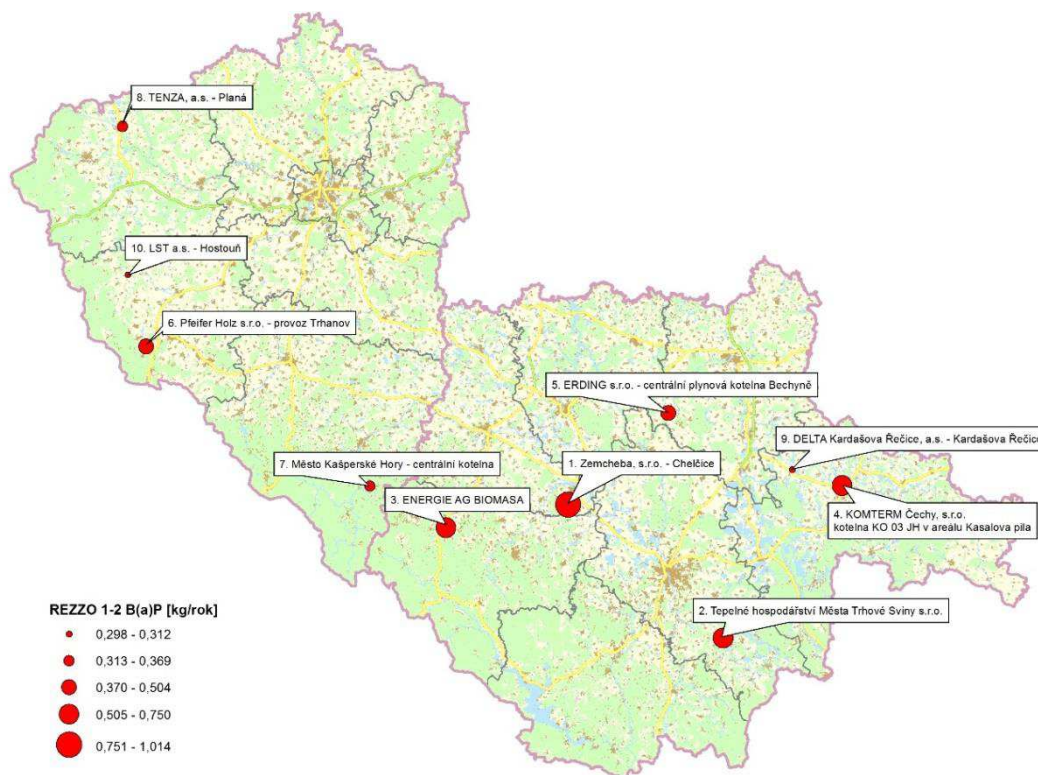 8. TENZA, a.s. - Planá
10. LST a.s. - Hostouň
6. Pfeifer Holz s.r.o. - provoz Trhanov
5. ERDING s.r.o. - centrální plynová kotelna Bechyně
9. DELTA Kardašova Řečice, a.s. - Kardašova Řečice
7. Město Kašperské Hory - centrální kotelna
1. Zemcheba, s.r.o. - Chelčice
3. ENERGIE AG BIOMASA
4. KOMTERM Čechy, s.r.o.
kotelna KO 03 JH v areálu Kasalova pila
2. Tepelné hospodářství Města Trhové Sviny s.r.o.
REZZO 1-2 B(a)P [kg/rok]
0,298 - 0,312
0,313 - 0,369
0,370 - 0,504
0,505 - 0,750
0,751 - 1,014